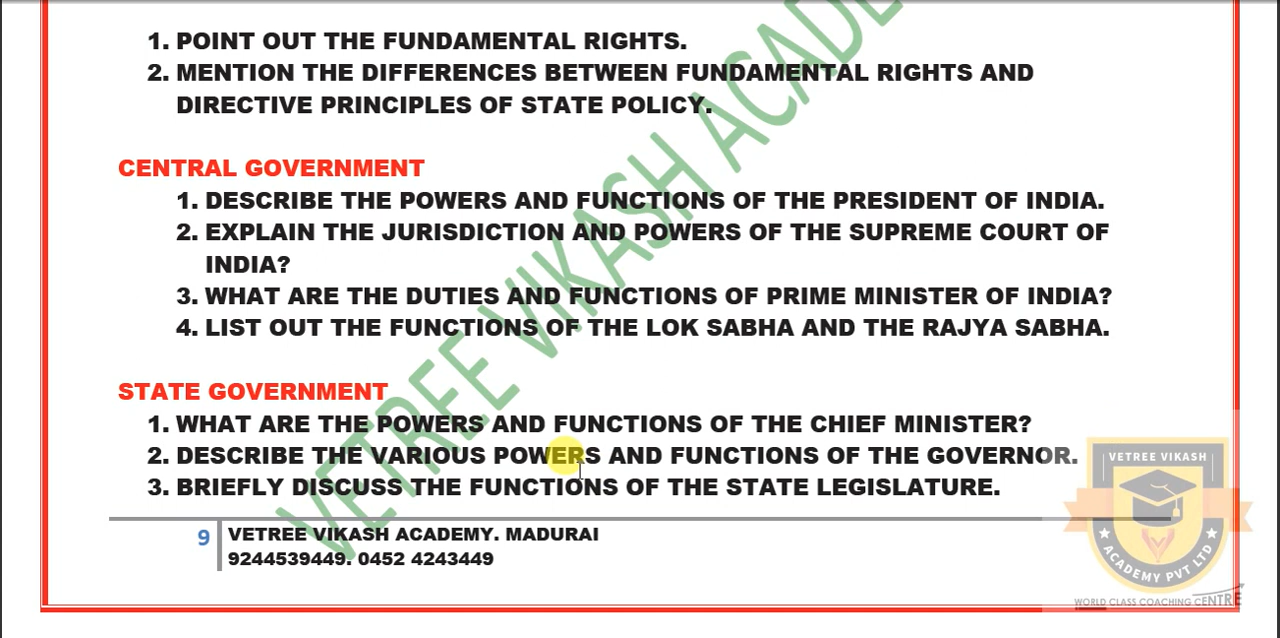 1. POINT OUT THE FUNDAMENTAL RIGHTS.
2. MENTION THE DIFFERENCES BETWEEN FUNDAMENTAL RIGHTS AND
DIRECTIVE PRINCIPLES OF STATE POLICY.
CENTRAL GOVERNMENT
1. DESCRIBE THE POWERS AND FUNCTIONS OF THE PRESIDENT OF INDIA.
2. EXPLAIN THE JURISDICTION AND POWERS OF THE SUPREME COURT OF
INDIA?
3. WHAT ARE THE DUTIES AND FUNCTIONS OF PRIME MINISTER OF INDIA?
4. LIST OUT THE FUNCTIONS OF THE LOK SABHA AND THE RAJYA SABHA.
STATE GOVERNMENT
1. WHAT ARE THE POWERS AND FUNCTIONS OF THE CHIEF MINISTER?
2. DESCRIBE THE VARIOUS POWERS AND FUNCTIONS OF THE GOVERNOR.
3. BRIEFLY DISCUSS THE FUNCTIONS OF THE STATE LEGISLATURE.
9 VETREE VIKASH ACADEMY. MADURAI
9244539449. 0452 4243449
VETREE VIKASH ACADE
VETREE VIKASH
ACADEMY PVT LTD
WORLD CLASS COACHING CENTRE